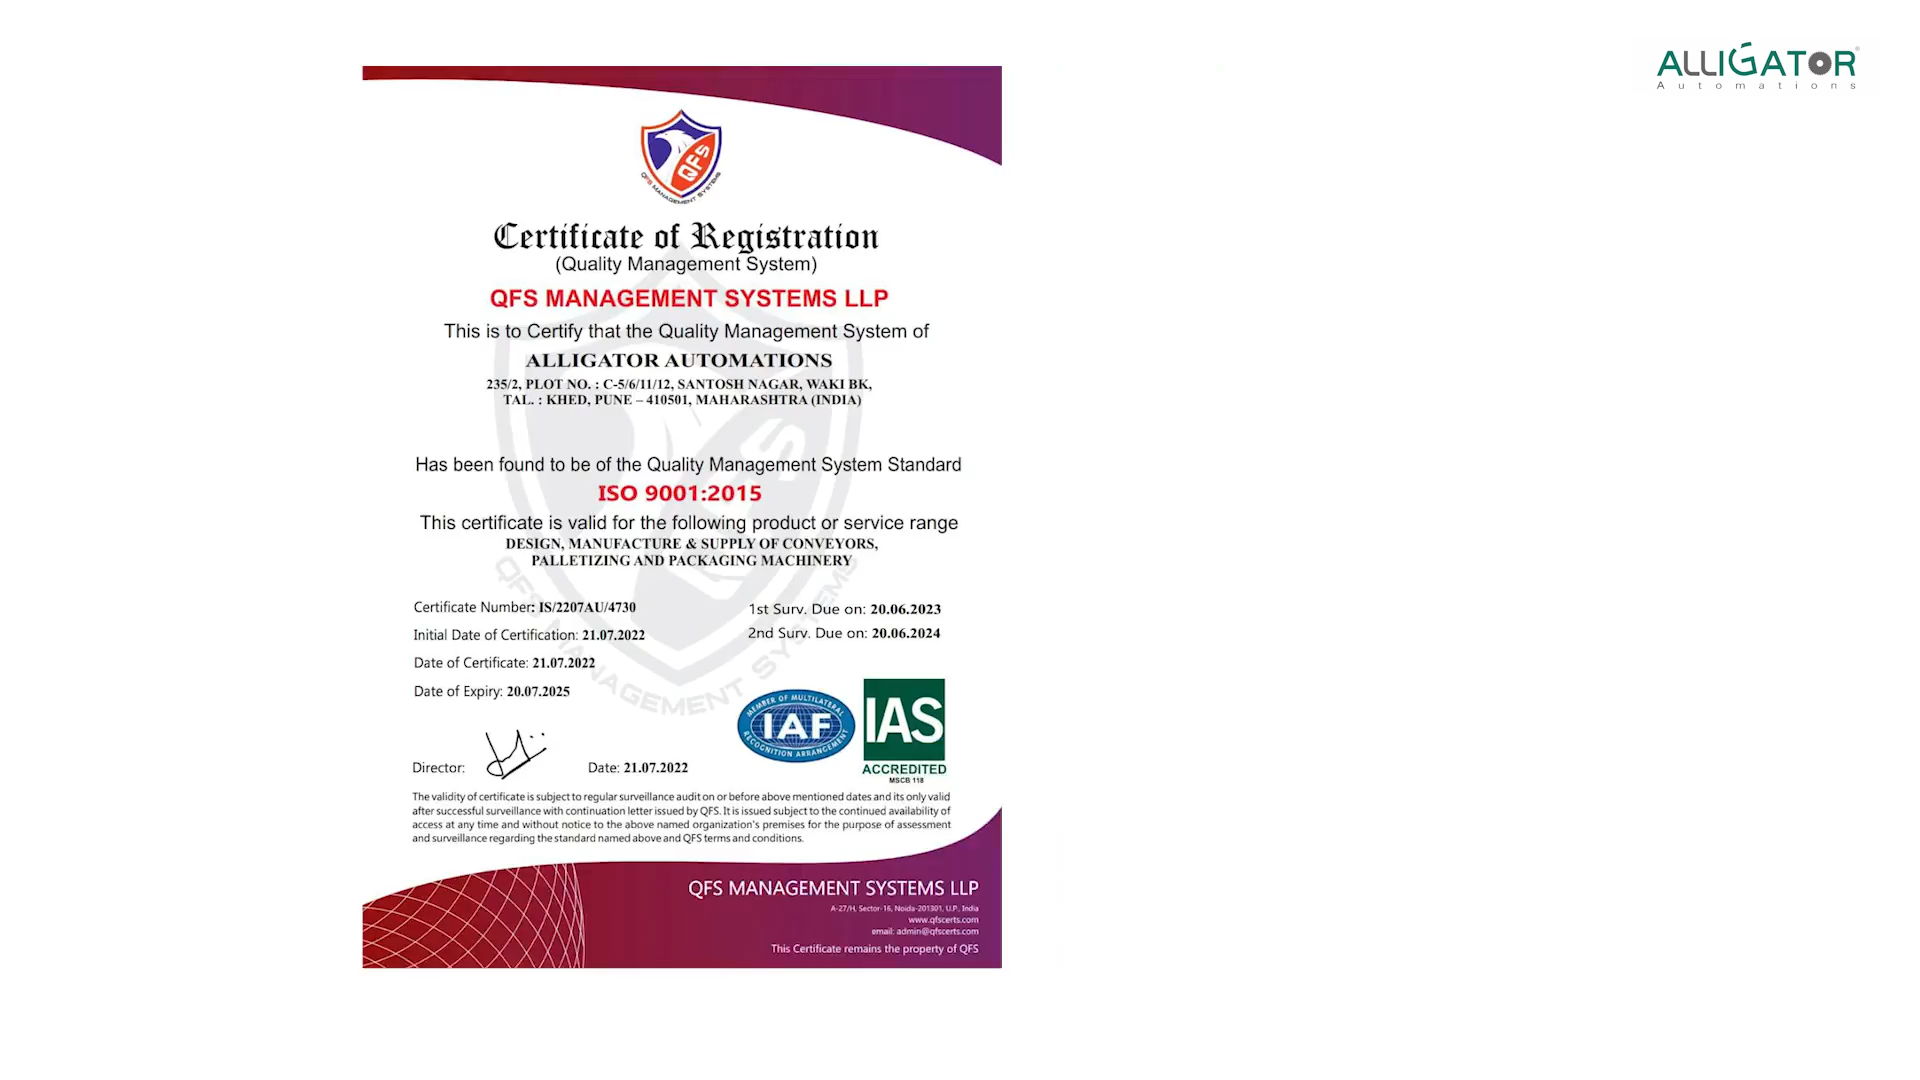 ALLIGATOR
Automations
QFS
QFS MANAGEMENT SYSTEMS
Certificate of Registration
(Quality Management System)
QFS MANAGEMENT SYSTEMS LLP
This is to Certify that the Quality Management System of
ALLIGATOR AUTOMATIONS
235/2, PLOT NO. : C-5/6/11/12, SANTOSH NAGAR, WAKI BK,
TAL. : KHED, PUNE – 410501, MAHARASHTRA (INDIA)
Has been found to be of the Quality Management System Standard
ISO 9001:2015
This certificate is valid for the following product or service range
DESIGN, MANUFACTURE & SUPPLY OF CONVEYORS,
PALLETIZING AND PACKAGING MACHINERY
QFS MANAGEMENT SYSTEMS
Certificate Number: IS/2207AU/4730
1st Surv. Due on: 20.06.2023
Initial Date of Certification: 21.07.2022
2nd Surv. Due on: 20.06.2024
Date of Certificate: 21.07.2022
Date of Expiry: 20.07.2025
MEMBER OF MULTILATERAL
IAF
RECOGNITION ARRANGEMENT
IAS
ACCREDITED
MSCB 118
Director:
Date: 21.07.2022
The validity of certificate is subject to regular surveillance audit on or before above mentioned dates and its only valid
after successful surveillance with continuation letter issued by QFS. It is issued subject to the continued availability of
access at any time and without notice to the above named organization's premises for the purpose of assessment
and surveillance regarding the standard named above and QFS terms and conditions.
QFS MANAGEMENT SYSTEMS LLP
A-27/H, Sector-16, Noida-201301, U.P., India
www.qfscerts.com
email: admin@qfscerts.com
This Certificate remains the property of QFS